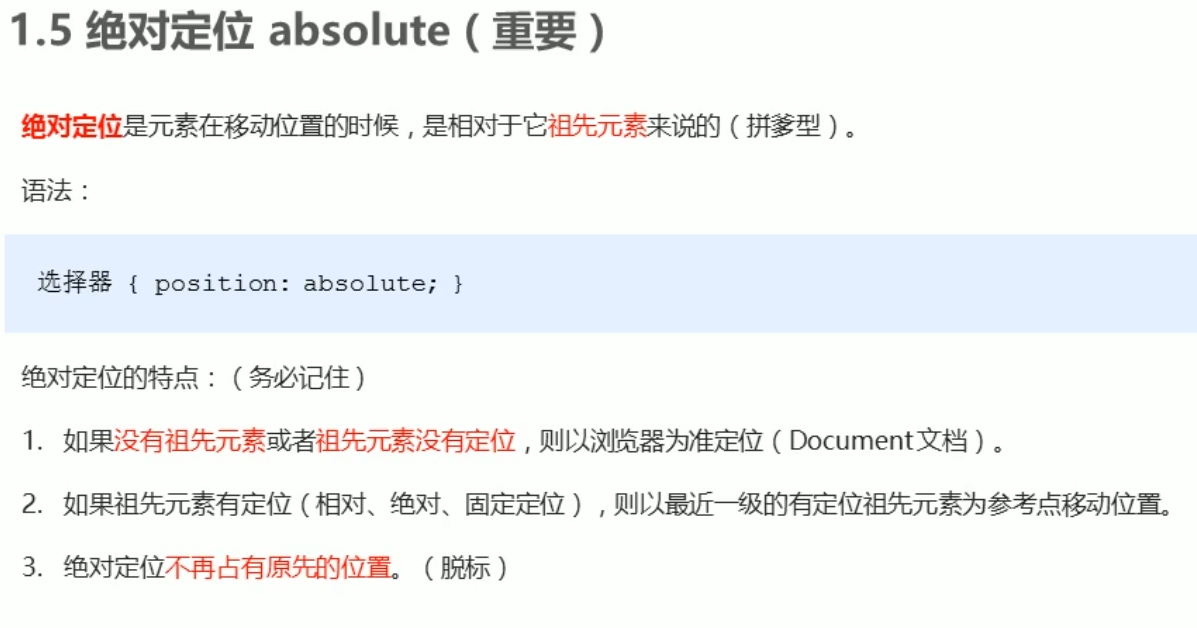 1.5 绝对定位 absolute（重要）
绝对定位是元素在移动位置的时候，是相对于它祖先元素来说的（拼爹型）。
语法：
选择器 { position: absolute; }
绝对定位的特点：（务必记住）
1. 如果没有祖先元素或者祖先元素没有定位，则以浏览器为准定位（Document文档）。
2. 如果祖先元素有定位（相对、绝对、固定定位），则以最近一级的有定位祖先元素为参考点移动位置。
3. 绝对定位不再占有原先的位置。（脱标）